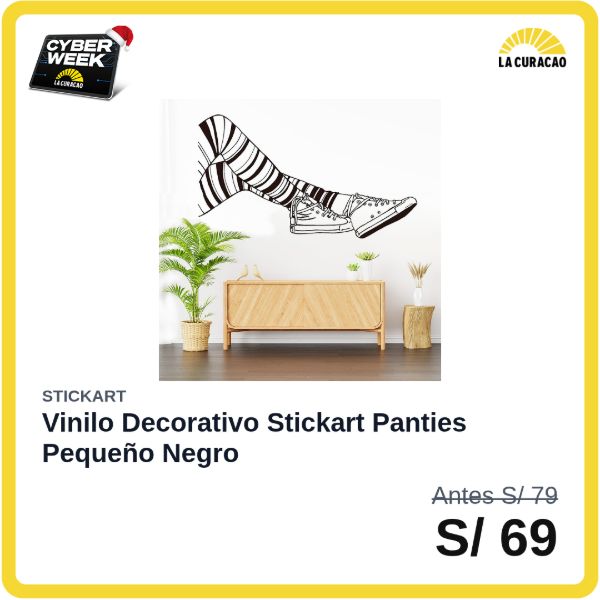 CYBER
WEEK
LA CURACAO
LA CURACAO
STICKART
Vinilo Decorativo Stickart Panties
Pequeño Negro
Antes S/ 79
S/ 69